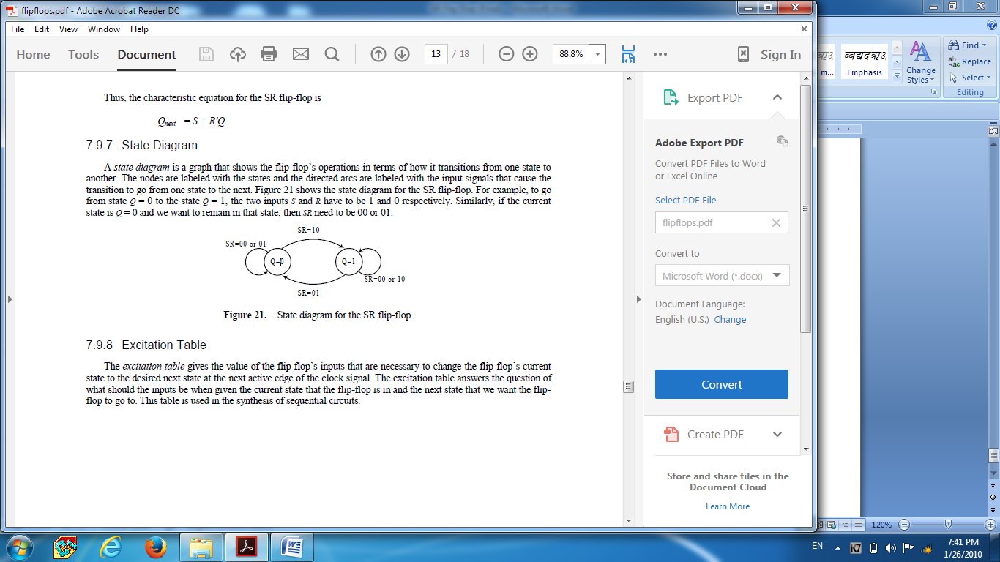 flipflops.pdf - Adobe Acrobat Reader DC
File Edit View Window Help
Home Tools Document 13 / 18 88.8% Sign In
Thus, the characteristic equation for the SR flip-flop is
Qnext = S + R'Q.
7.9.7 State Diagram
A state diagram is a graph that shows the flip-flop's operations in terms of how it transitions from one state to
another. The nodes are labeled with the states and the directed arcs are labeled with the input signals that cause the
transition to go from one state to the next. Figure 21 shows the state diagram for the SR flip-flop. For example, to go
from state Q = 0 to the state Q = 1, the two inputs S and R have to be 1 and 0 respectively. Similarly, if the current
state is Q = 0 and we want to remain in that state, then SR need to be 00 or 01.
SR=10
SR=00 or 01
Q=0 Q=1
SR=00 or 10
SR=01
Figure 21. State diagram for the SR flip-flop.
7.9.8 Excitation Table
The excitation table gives the value of the flip-flop's inputs that are necessary to change the flip-flop's current
state to the desired next state at the next active edge of the clock signal. The excitation table answers the question of
what should the inputs be when given the current state that the flip-flop is in and the next state that we want the flip-
flop to go to. This table is used in the synthesis of sequential circuits.
Export PDF
Adobe Export PDF
Convert PDF Files to Word
or Excel Online
Select PDF File
flipflops.pdf
Convert to
Microsoft Word (*.docx)
Document Language:
English (U.S.) Change
Convert
Create PDF
Store and share files in the
Document Cloud
Learn More
Em... Emphasis
Change
Styles
Find
Replace
Select
Editing
120%
EN
7:41 PM
1/26/2010